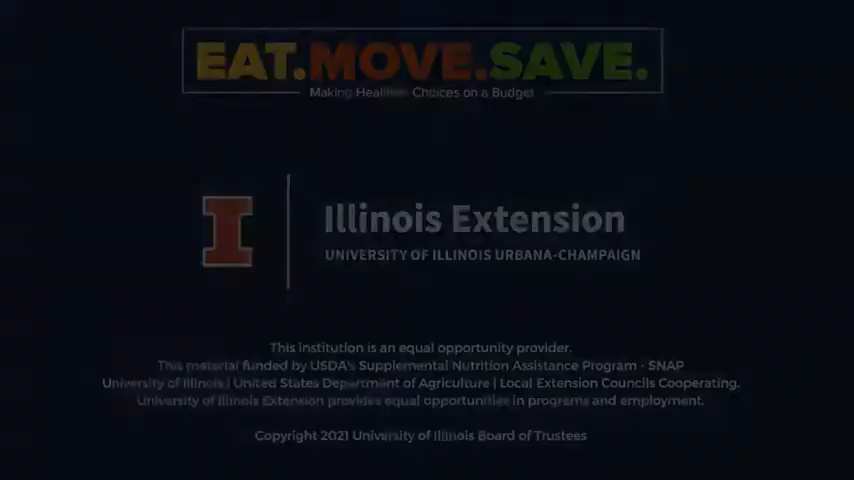 EAT.MOVE.SAVE.
Making Healthier Choices on a Budget
I
Illinois Extension
UNIVERSITY OF ILLINOIS URBANA-CHAMPAIGN
This institution is an equal opportunity provider.
This material funded by USDA's Supplemental Nutrition Assistance Program - SNAP
University of Illinois | United States Department of Agriculture | Local Extension Councils Cooperating.
University of Illinois Extension provides equal opportunities in programs and employment.
Copyright 2021 University of Illinois Board of Trustees